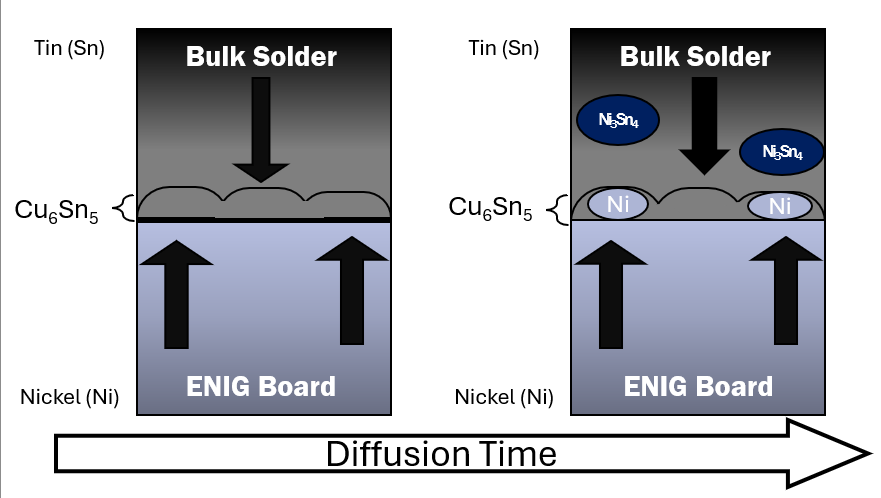 Tin (Sn)
Bulk Solder
Cu₆Sn₅
ENIG Board
Nickel (Ni)
Tin (Sn)
Bulk Solder
Ni₃Sn₄
Ni₃Sn₄
Cu₆Sn₅
Ni
Ni
ENIG Board
Nickel (Ni)
Diffusion Time